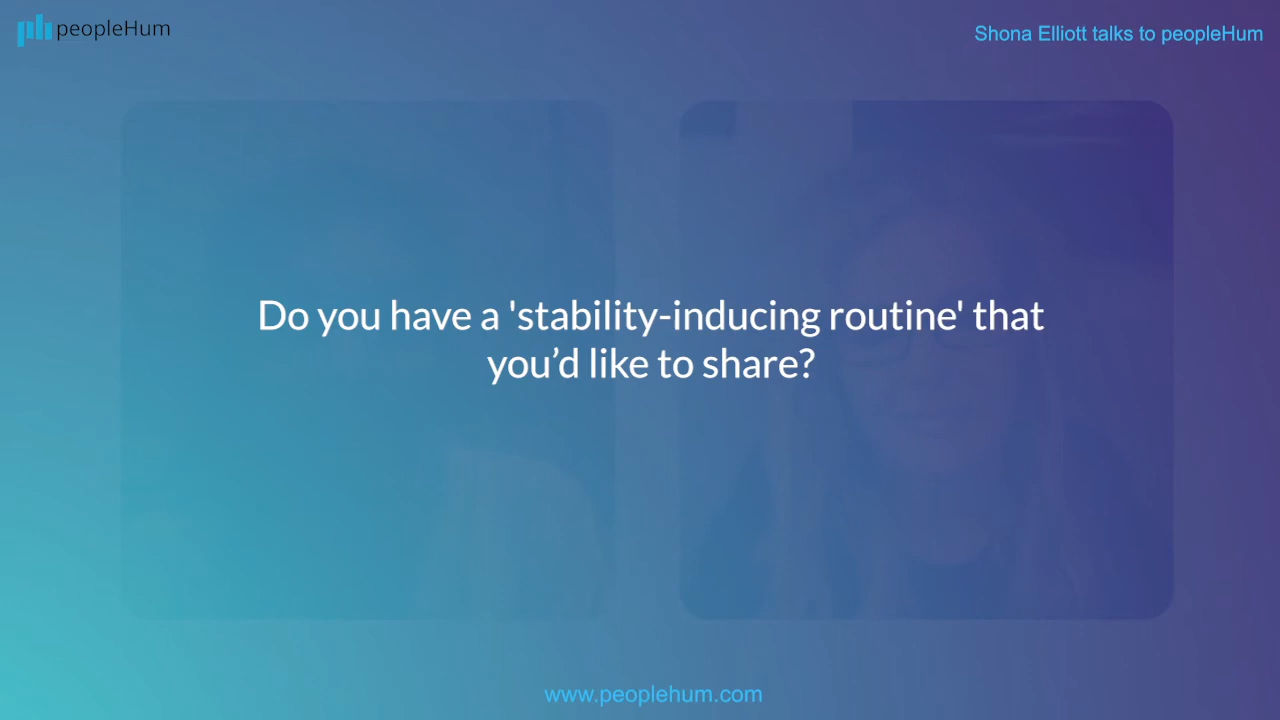 peopleHum
Shona Elliott talks to peopleHum
Do you have a 'stability-inducing routine' that
you’d like to share?
www.peoplehum.com